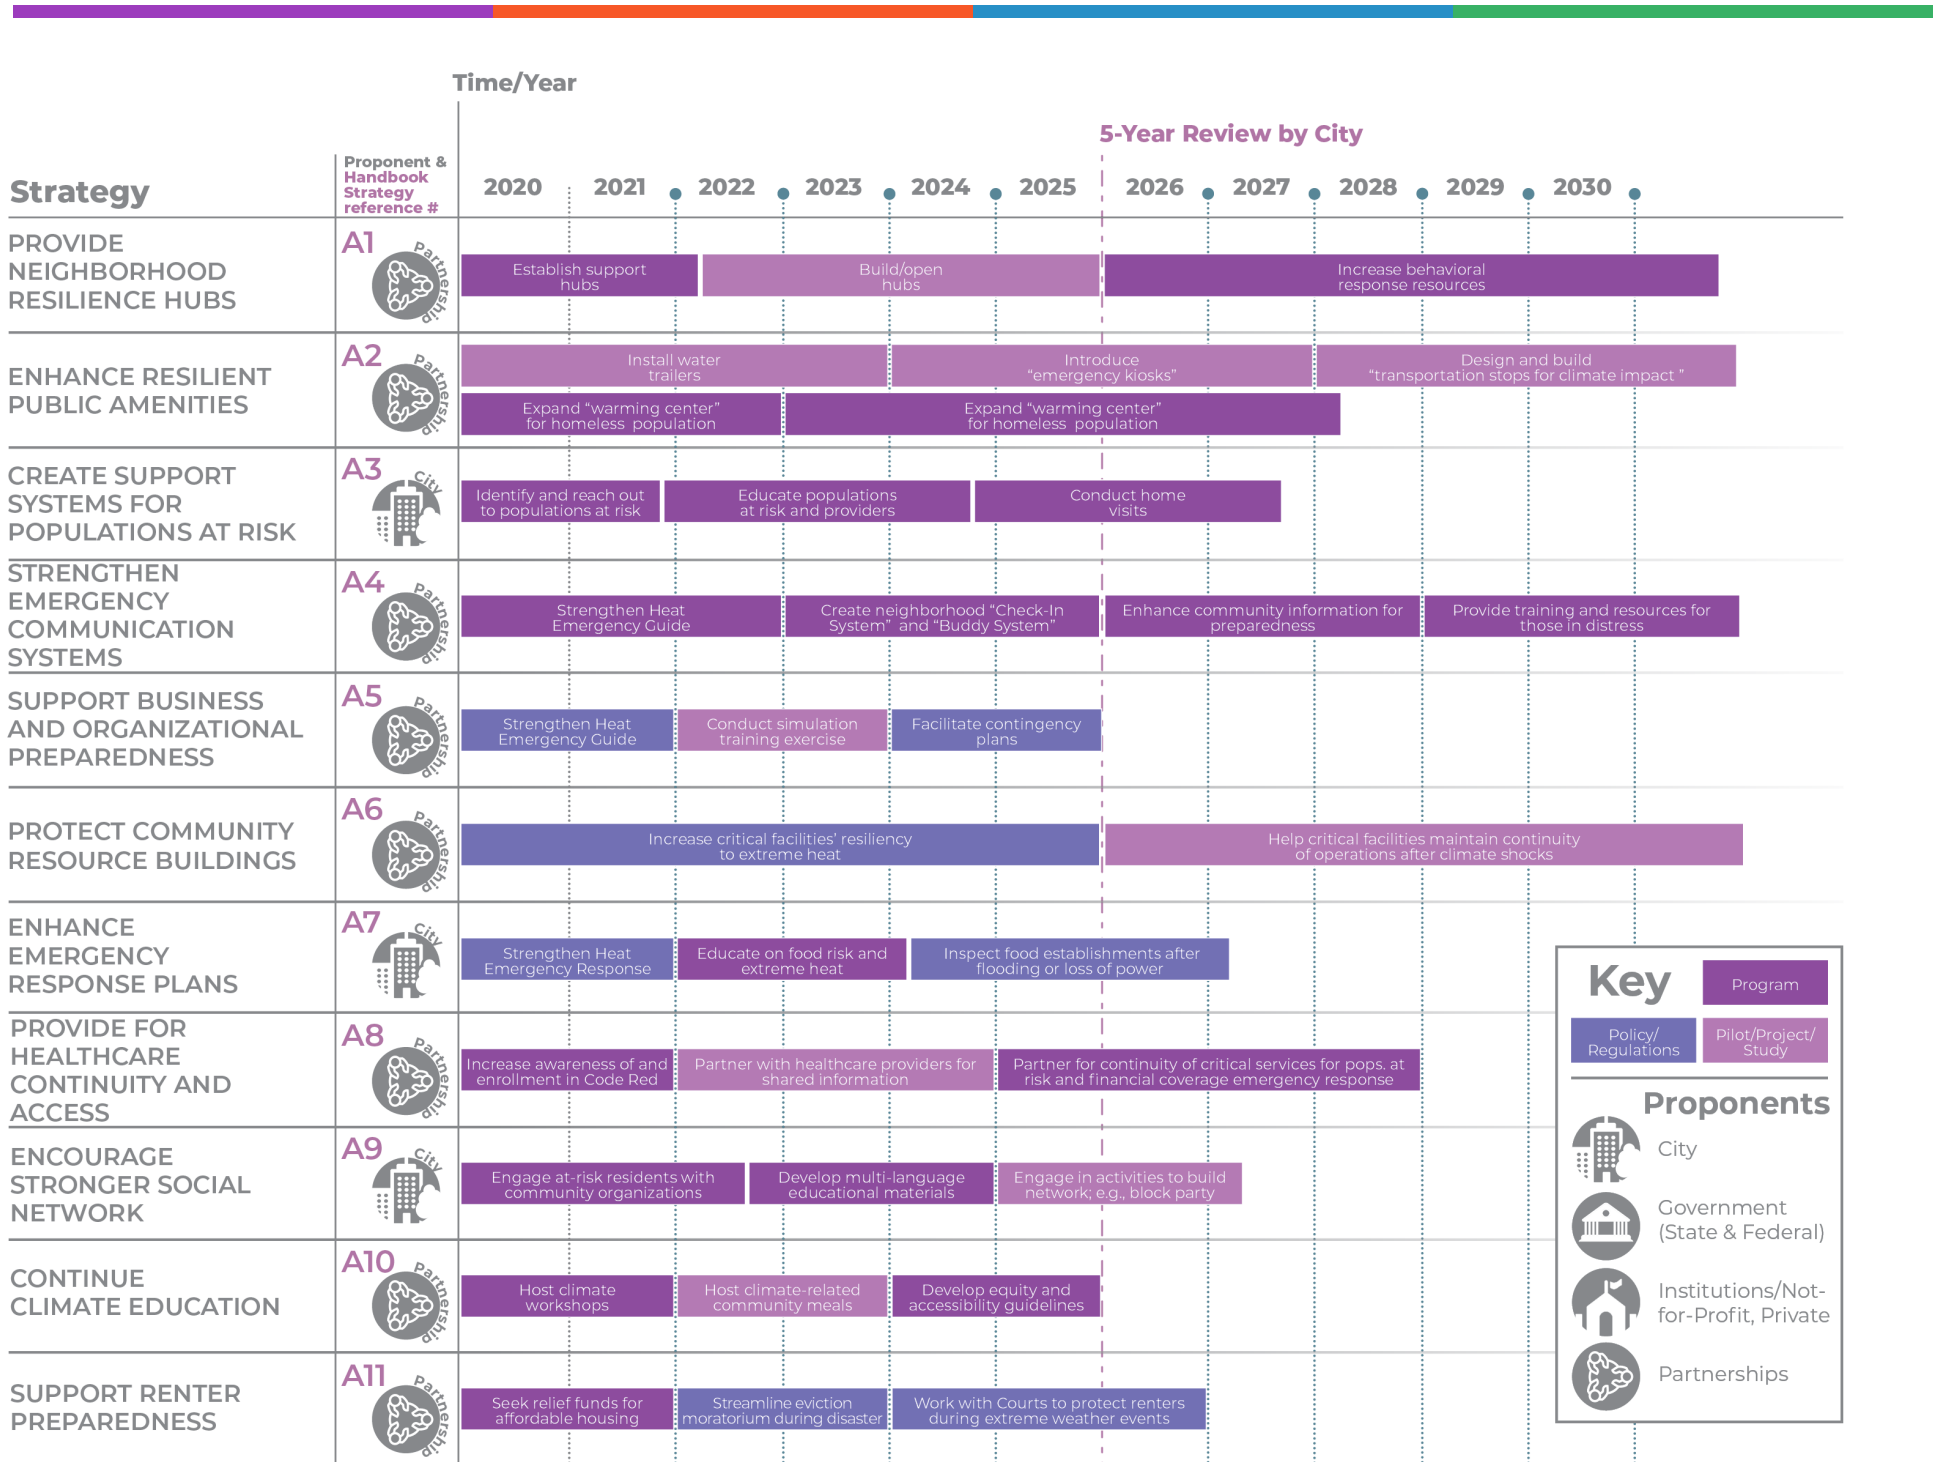 Time/Year
5-Year Review by City
Strategy
Proponent &
Handbook
Strategy
reference #
2020 2021 2022 2023 2024 2025 2026 2027 2028 2029 2030
PROVIDE
NEIGHBORHOOD
RESILIENCE HUBS
A1
Partnership
Establish support
hubs
Build/open
hubs
Increase behavioral
response resources
ENHANCE RESILIENT
PUBLIC AMENITIES
A2
Partnership
Install water
trailers
Introduce
“emergency kiosks”
Design and build
“transportation stops for climate impact ”
Expand “warming center”
for homeless population
Expand “warming center”
for homeless population
CREATE SUPPORT
SYSTEMS FOR
POPULATIONS AT RISK
A3
City
Identify and reach out
to populations at risk
Educate populations
at risk and providers
Conduct home
visits
STRENGTHEN
EMERGENCY
COMMUNICATION
SYSTEMS
A4
Partnership
Strengthen Heat
Emergency Guide
Create neighborhood “Check-In
System” and “Buddy System”
Enhance community information for
preparedness
Provide training and resources for
those in distress
SUPPORT BUSINESS
AND ORGANIZATIONAL
PREPAREDNESS
A5
Partnership
Strengthen Heat
Emergency Guide
Conduct simulation
training exercise
Facilitate contingency
plans
PROTECT COMMUNITY
RESOURCE BUILDINGS
A6
Partnership
Increase critical facilities’ resiliency
to extreme heat
Help critical facilities maintain continuity
of operations after climate shocks
ENHANCE
EMERGENCY
RESPONSE PLANS
A7
City
Strengthen Heat
Emergency Response
Educate on food risk and
extreme heat
Inspect food establishments after
flooding or loss of power
PROVIDE FOR
HEALTHCARE
CONTINUITY AND
ACCESS
A8
Partnership
Increase awareness of and
enrollment in Code Red
Partner with healthcare providers for
shared information
Partner for continuity of critical services for pops. at
risk and financial coverage emergency response
ENCOURAGE
STRONGER SOCIAL
NETWORK
A9
City
Engage at-risk residents with
community organizations
Develop multi-language
educational materials
Engage in activities to build
network; e.g., block party
CONTINUE
CLIMATE EDUCATION
A10
Partnership
Host climate
workshops
Host climate-related
community meals
Develop equity and
accessibility guidelines
SUPPORT RENTER
PREPAREDNESS
A11
Partnership
Seek relief funds for
affordable housing
Streamline eviction
moratorium during disaster
Work with Courts to protect renters
during extreme weather events
Key
Program
Policy/
Regulations
Pilot/Project/
Study
Proponents
City
Government
(State & Federal)
Institutions/Not-
for-Profit, Private
Partnerships